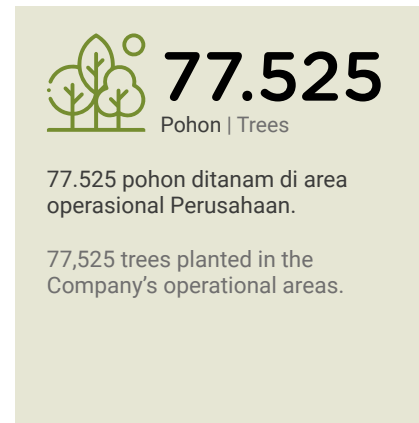 77.525
Pohon | Trees
77.525 pohon ditanam di area
operasional Perusahaan.
77,525 trees planted in the
Company’s operational areas.